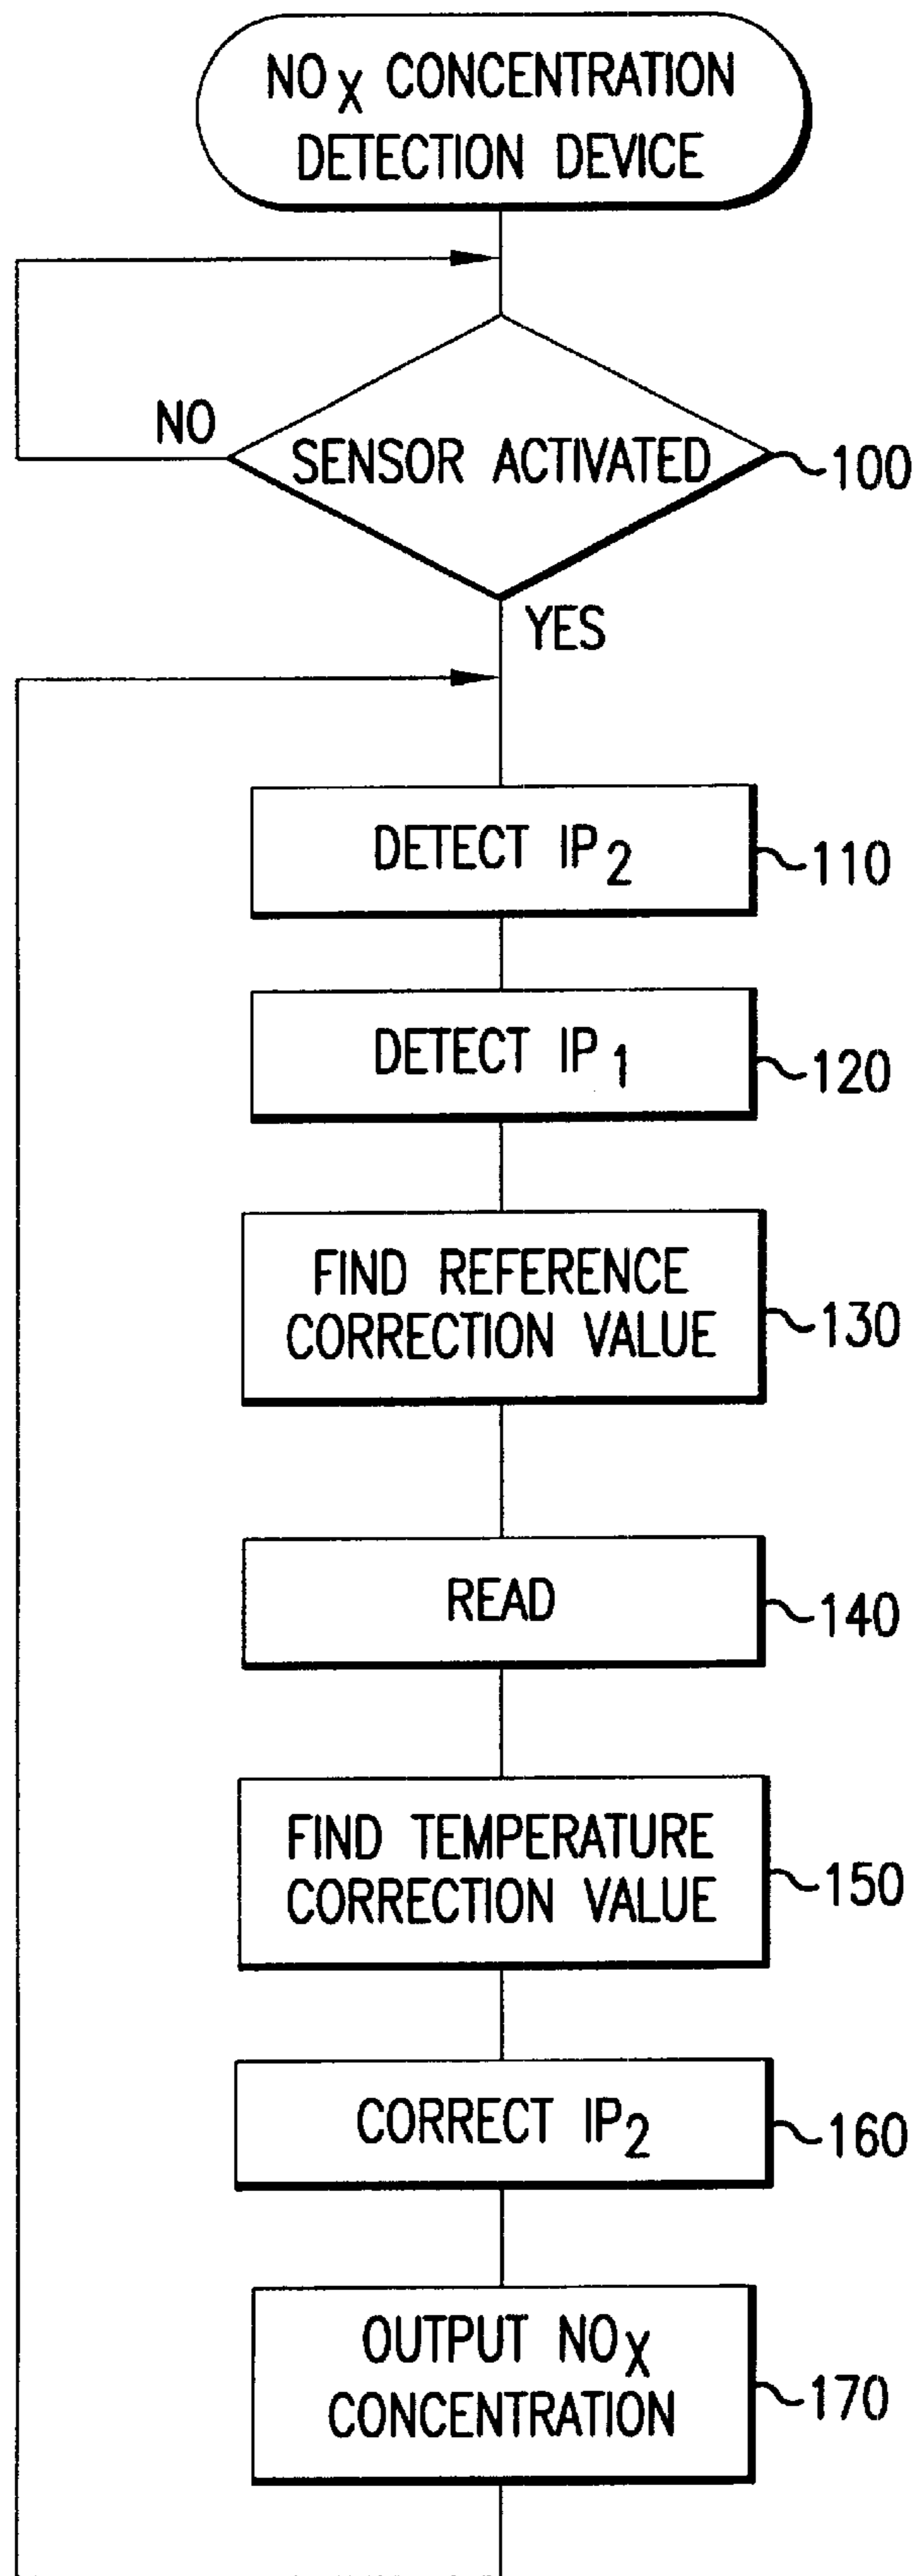 NOX CONCENTRATION
DETECTION DEVICE
NO
SENSOR ACTIVATED
100
YES
DETECT IP2
110
DETECT IP1
120
FIND REFERENCE
CORRECTION VALUE
130
READ
140
FIND TEMPERATURE
CORRECTION VALUE
150
CORRECT IP2
160
OUTPUT NOX
CONCENTRATION
170